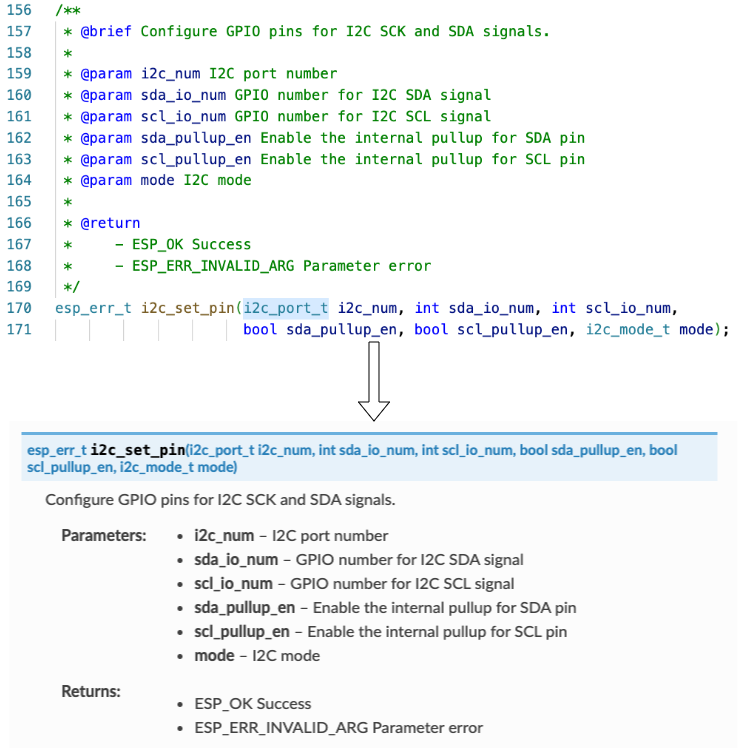 156 /**
157  * @brief Configure GPIO pins for I2C SCK and SDA signals.
158  *
159  * @param i2c_num I2C port number
160  * @param sda_io_num GPIO number for I2C SDA signal
161  * @param scl_io_num GPIO number for I2C SCL signal
162  * @param sda_pullup_en Enable the internal pullup for SDA pin
163  * @param scl_pullup_en Enable the internal pullup for SCL pin
164  * @param mode I2C mode
165  *
166  * @return
167  *     - ESP_OK Success
168  *     - ESP_ERR_INVALID_ARG Parameter error
169  */
170 esp_err_t i2c_set_pin(i2c_port_t i2c_num, int sda_io_num, int scl_io_num,
171                       bool sda_pullup_en, bool scl_pullup_en, i2c_mode_t mode);
esp_err_t i2c_set_pin(i2c_port_t i2c_num, int sda_io_num, int scl_io_num, bool sda_pullup_en, bool
scl_pullup_en, i2c_mode_t mode)
Configure GPIO pins for I2C SCK and SDA signals.
Parameters: • i2c_num – I2C port number
• sda_io_num – GPIO number for I2C SDA signal
• scl_io_num – GPIO number for I2C SCL signal
• sda_pullup_en – Enable the internal pullup for SDA pin
• scl_pullup_en – Enable the internal pullup for SCL pin
• mode – I2C mode
Returns:
• ESP_OK Success
• ESP_ERR_INVALID_ARG Parameter error